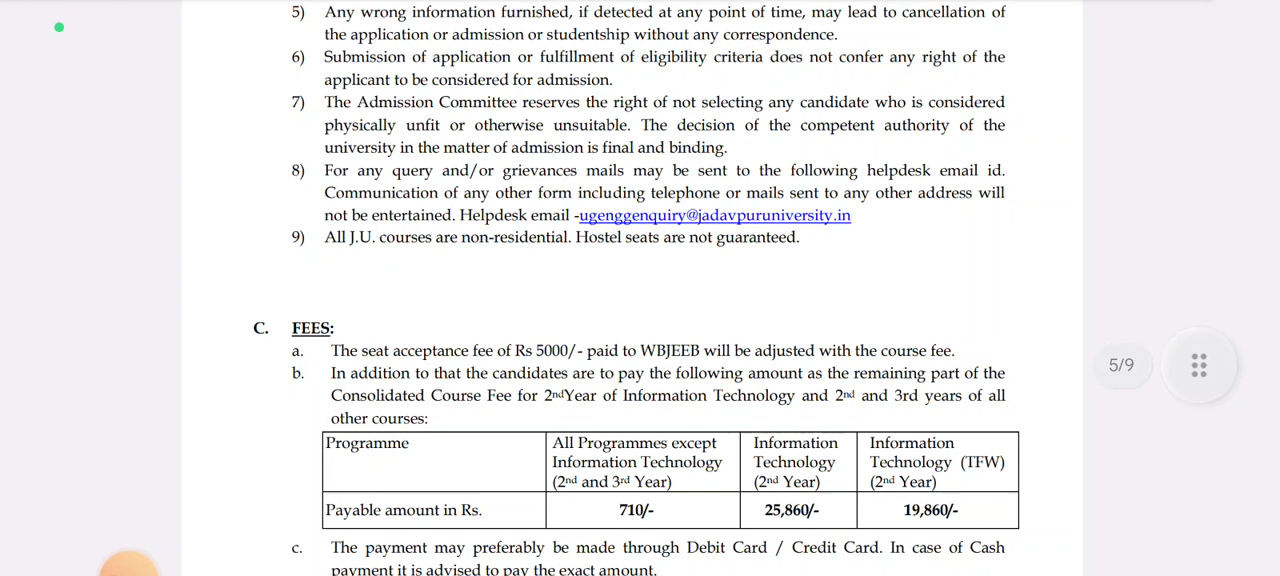 5) Any wrong information furnished, if detected at any point of time, may lead to cancellation of
the application or admission or studentship without any correspondence.
6) Submission of application or fulfillment of eligibility criteria does not confer any right of the
applicant to be considered for admission.
7) The Admission Committee reserves the right of not selecting any candidate who is considered
physically unfit or otherwise unsuitable. The decision of the competent authority of the
university in the matter of admission is final and binding.
8) For any query and/or grievances mails may be sent to the following helpdesk email id.
Communication of any other form including telephone or mails sent to any other address will
not be entertained. Helpdesk email -ugenggenquiry@jadavpuruniversity.in
9) All J.U. courses are non-residential. Hostel seats are not guaranteed.
C. FEES:
a. The seat acceptance fee of Rs 5000/- paid to WBJEEB will be adjusted with the course fee.
5/9
b. In addition to that the candidates are to pay the following amount as the remaining part of the
Consolidated Course Fee for 2ndYear of Information Technology and 2nd and 3rd years of all
other courses:
Programme All Programmes except Information Information
Information Technology Technology Technology (TFW)
(2nd and 3rd Year) (2nd Year) (2nd Year)
Payable amount in Rs. 710/- 25,860/- 19,860/-
c. The payment may preferably be made through Debit Card / Credit Card. In case of Cash
payment it is advised to pay the exact amount.